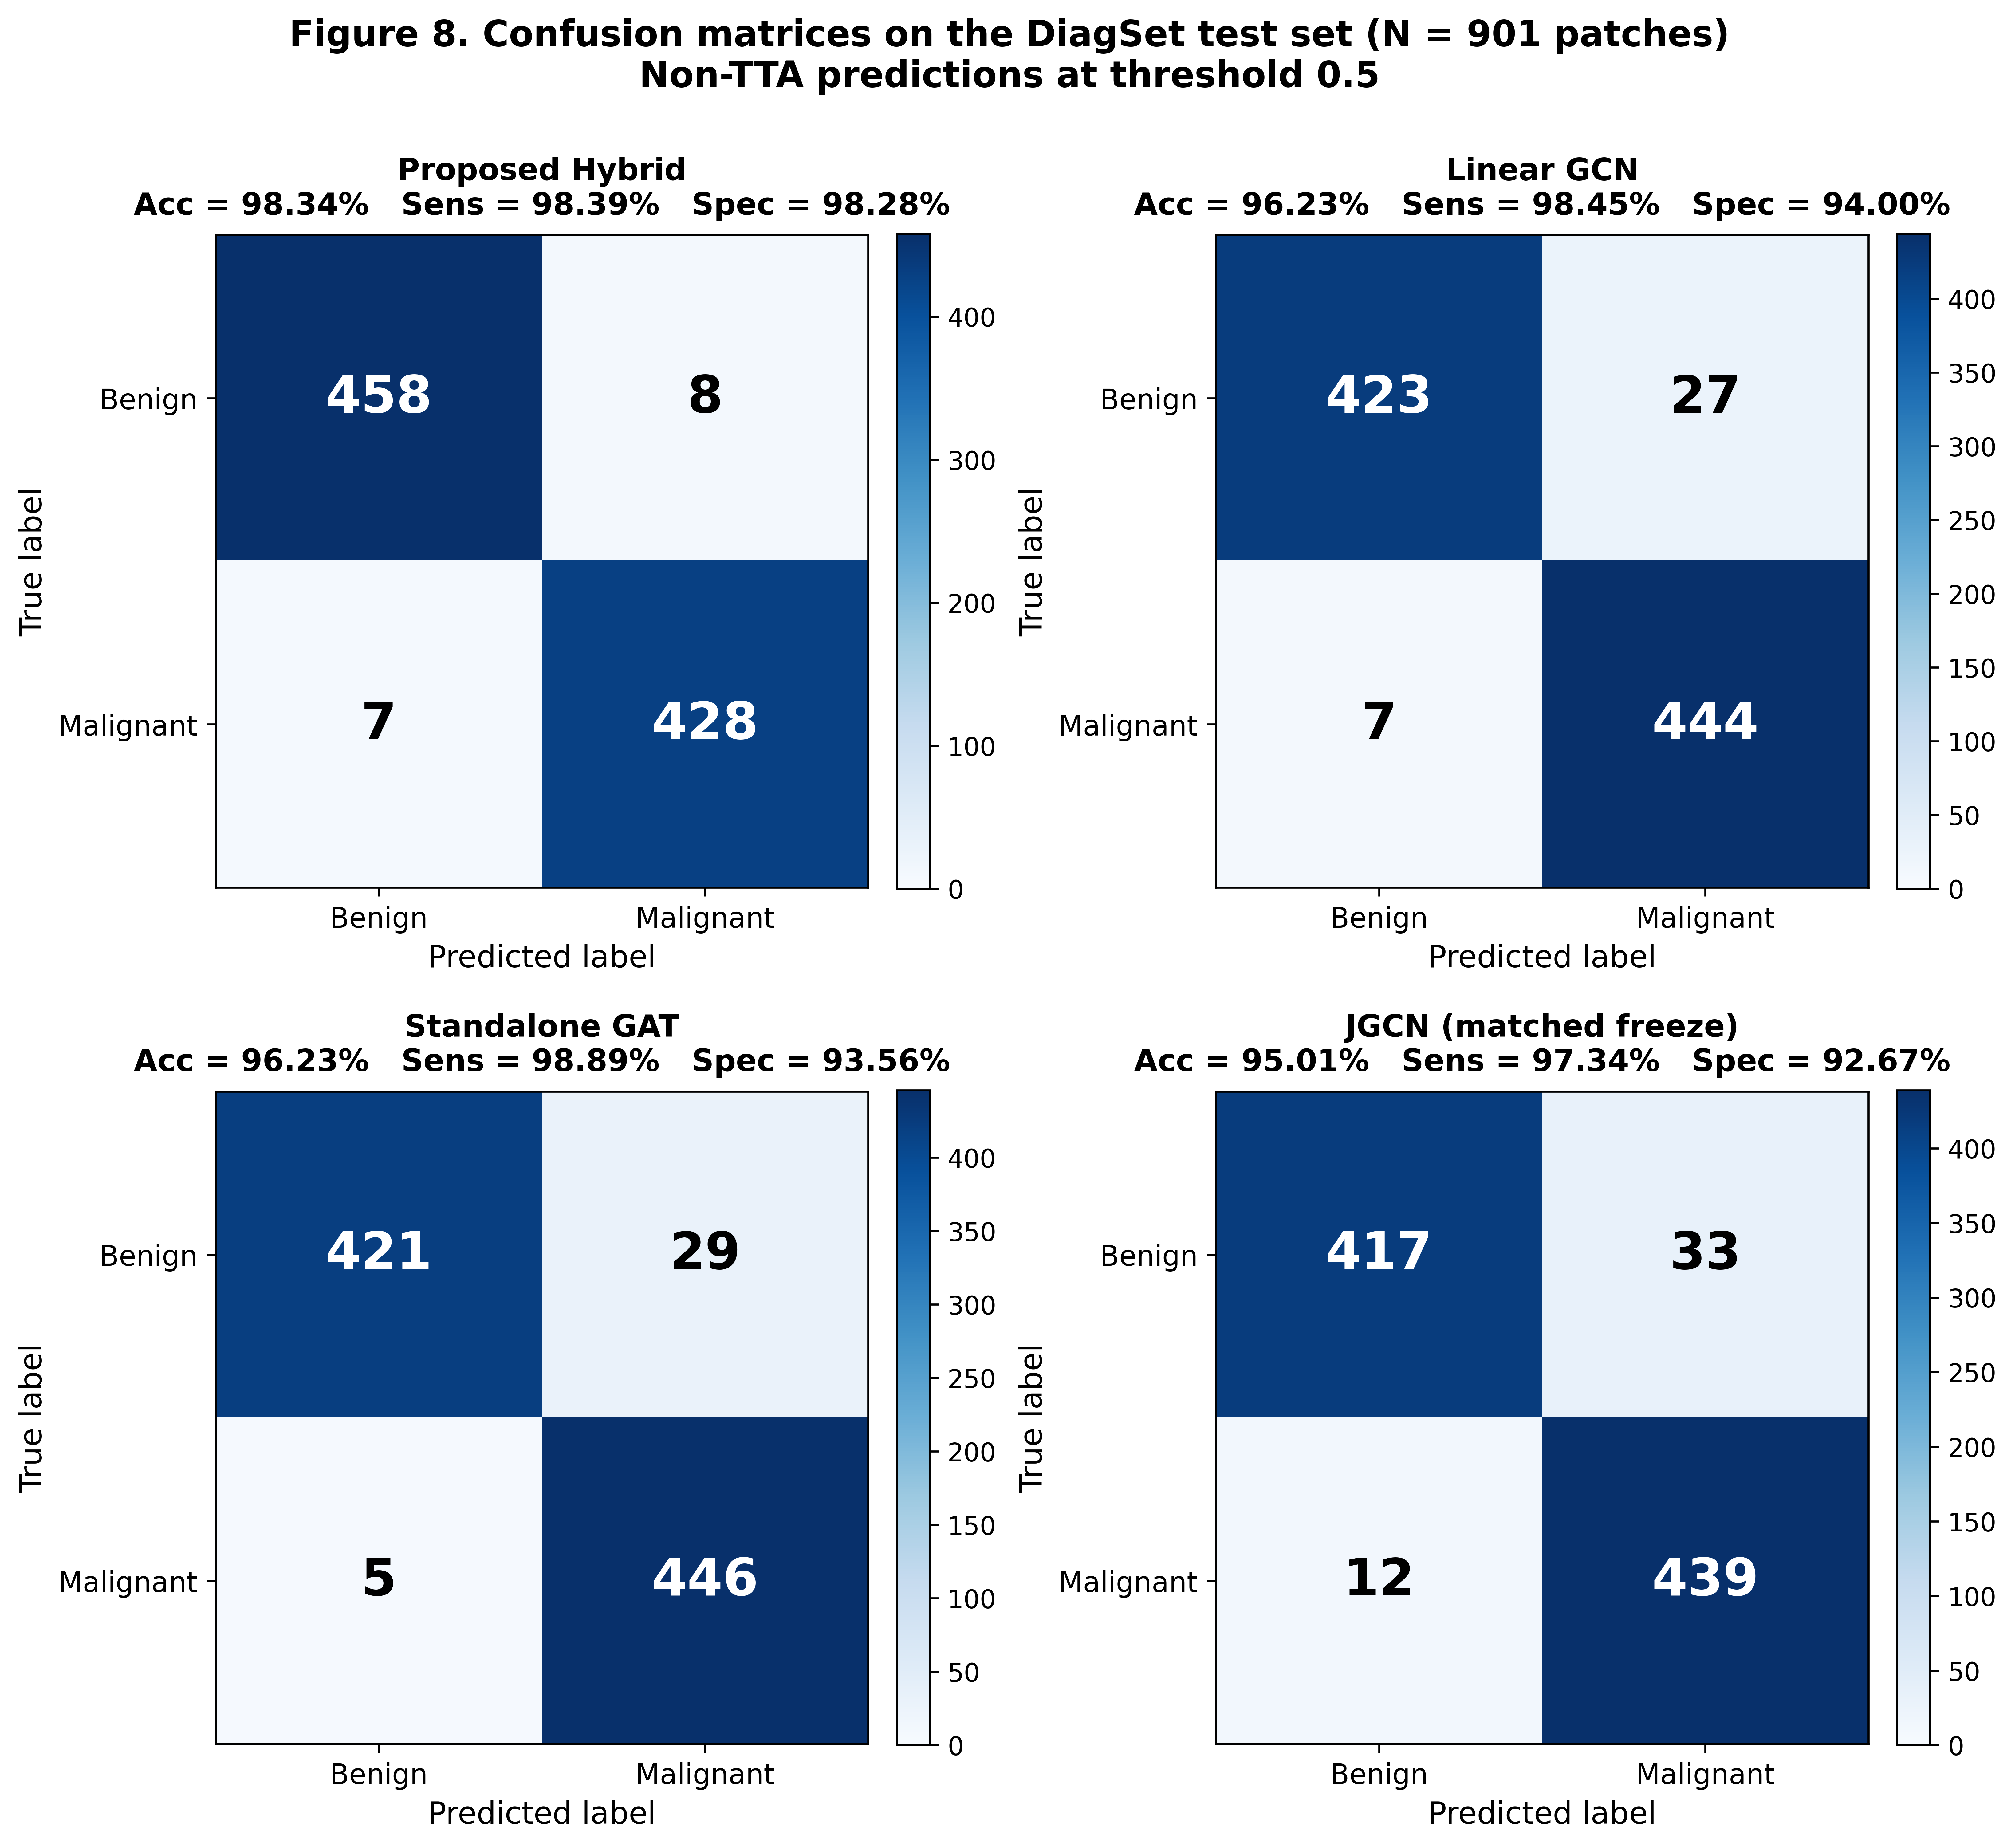 Figure 8. Confusion matrices on the DiagSet test set (N = 901 patches)
Non-TTA predictions at threshold 0.5
Proposed Hybrid
Acc = 98.34% Sens = 98.39% Spec = 98.28%
True label
Benign
Malignant
458
8
7
428
Benign
Malignant
Predicted label
400
300
200
100
0
Linear GCN
Acc = 96.23% Sens = 98.45% Spec = 94.00%
True label
Benign
Malignant
423
27
7
444
Benign
Malignant
Predicted label
400
350
300
250
200
150
100
50
0
Standalone GAT
Acc = 96.23% Sens = 98.89% Spec = 93.56%
True label
Benign
Malignant
421
29
5
446
Benign
Malignant
Predicted label
400
350
300
250
200
150
100
50
0
JGCN (matched freeze)
Acc = 95.01% Sens = 97.34% Spec = 92.67%
True label
Benign
Malignant
417
33
12
439
Benign
Malignant
Predicted label
400
350
300
250
200
150
100
50
0